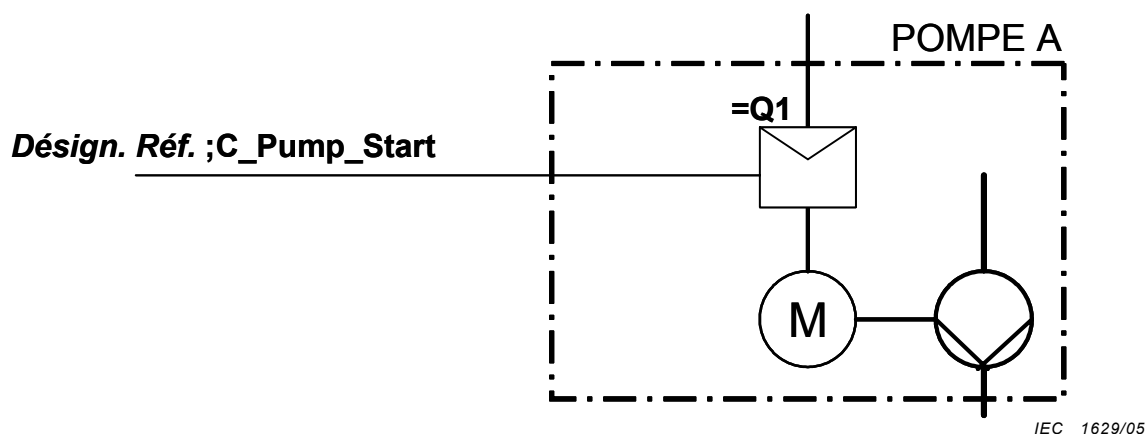 POMPE A
=Q1
Désign. Réf. ;C_Pump_Start
M
IEC 1629/05